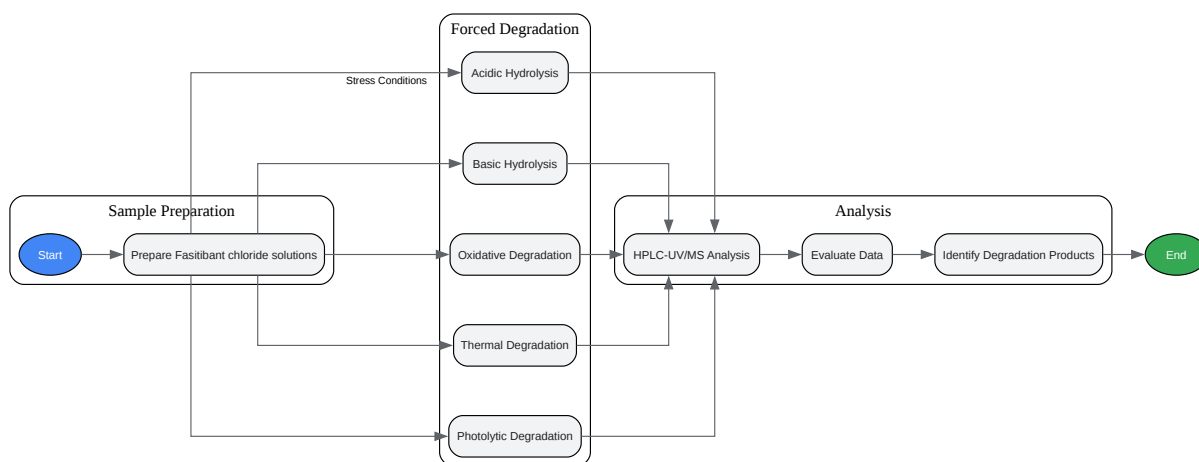 Forced Degradation
Acidic Hydrolysis
Stress Conditions
Basic Hydrolysis
Sample Preparation
Analysis
Start
Prepare Fasitibant chloride solutions
Oxidative Degradation
HPLC-UV/MS Analysis
Evaluate Data
Identify Degradation Products
End
Thermal Degradation
Photolytic Degradation